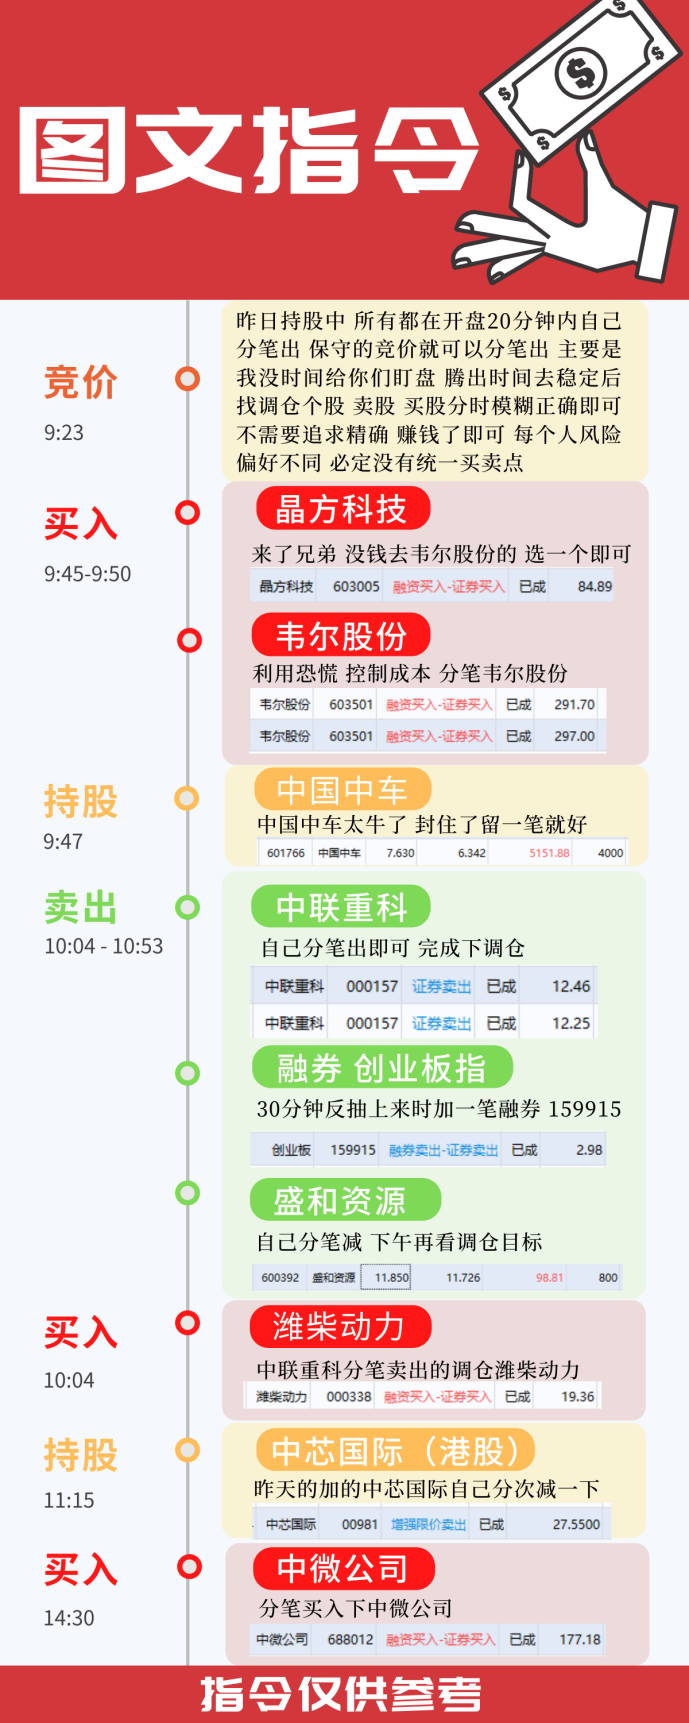 图文指令
竞价
9:23
昨日持股中 所有都在开盘20分钟内自己
分笔出 保守的竞价就可以分笔出 主要是
我没时间给你们盯盘 腾出时间去稳定后
找调仓个股 卖股 买股分时模糊正确即可
不需要追求精确 赚钱了即可 每个人风险
偏好不同 必定没有统一买卖点
买入
9:45-9:50
晶方科技
来了兄弟 没钱去韦尔股份的 选一个即可
晶方科技 603005 融资买入-证券买入 已成 84.89
韦尔股份
利用恐慌 控制成本 分笔韦尔股份
韦尔股份 603501 融资买入-证券买入 已成 291.70
韦尔股份 603501 融资买入-证券买入 已成 297.00
持股
9:47
中国中车
中国中车太牛了 封住了留一笔就好
601766 中国中车 7.630 6.342 5151.88 4000
卖出
10:04 - 10:53
中联重科
自己分笔出即可 完成下调仓
中联重科 000157 证券卖出 已成 12.46
中联重科 000157 证券卖出 已成 12.25
融券 创业板指
30分钟反抽上来时加一笔融券 159915
创业板 159915 融券卖出-证券卖出 已成 2.98
盛和资源
自己分笔减 下午再看调仓目标
600392 盛和资源 11.850 11.726 98.81 800
买入
10:04
潍柴动力
中联重科分笔卖出的调仓潍柴动力
潍柴动力 000338 融资买入-证券买入 已成 19.36
持股
11:15
中芯国际（港股）
昨天的加的中芯国际自己分次减一下
中芯国际 00981 增强限价卖出 已成 27.5500
买入
14:30
中微公司
分笔买入下中微公司
中微公司 688012 融资买入-证券买入 已成 177.18
指令仅供参考